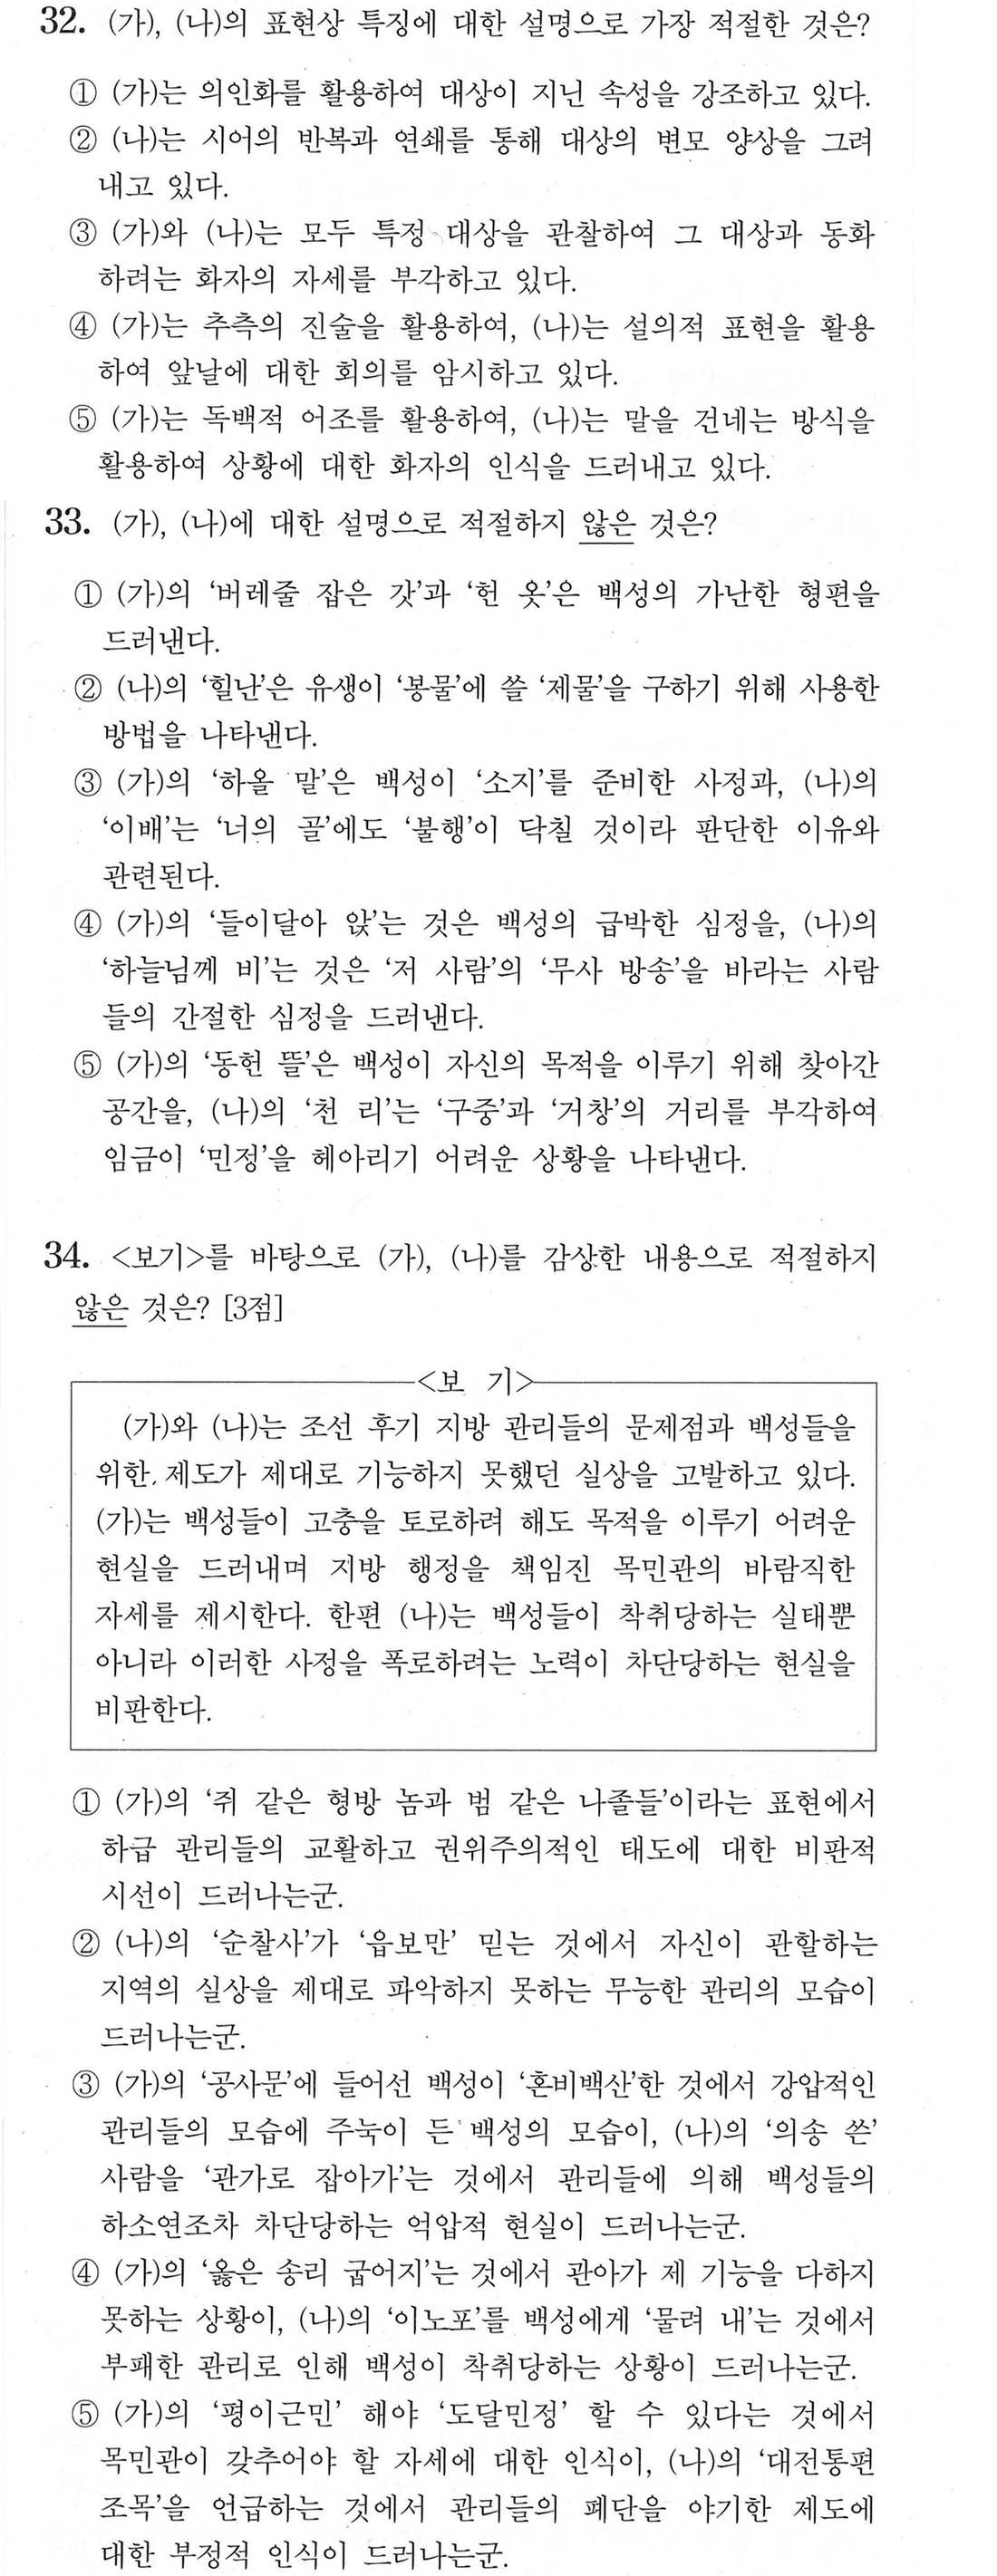 32. (가), (나)의 표현상 특징에 대한 설명으로 가장 적절한 것은?
① (가)는 의인화를 활용하여 대상이 지닌 속성을 강조하고 있다.
② (나)는 시어의 반복과 연쇄를 통해 대상의 변모 양상을 그려
내고 있다.
③ (가)와 (나)는 모두 특정 대상을 관찰하여 그 대상과 동화
하려는 화자의 자세를 부각하고 있다.
④ (가)는 추측의 진술을 활용하여, (나)는 설의적 표현을 활용
하여 앞날에 대한 회의를 암시하고 있다.
⑤ (가)는 독백적 어조를 활용하여, (나)는 말을 건네는 방식을
활용하여 상황에 대한 화자의 인식을 드러내고 있다.
33. (가), (나)에 대한 설명으로 적절하지 않은 것은?
① (가)의 ‘버레줄 잡은 갓’과 ‘헌 옷’은 백성의 가난한 형편을
드러낸다.
② (나)의 ‘힐난’은 유생이 ‘봉물’에 쓸 ‘제물’을 구하기 위해 사용한
방법을 나타낸다.
③ (가)의 ‘하올 말’은 백성이 ‘소지’를 준비한 사정과, (나)의
‘이배’는 ‘너의 골’에도 ‘불행’이 닥칠 것이라 판단한 이유와
관련된다.
④ (가)의 ‘들이달아 앉’는 것은 백성의 급박한 심정을, (나)의
‘하늘님께 비’는 것은 ‘저 사람’의 ‘무사 방송’을 바라는 사람
들의 간절한 심정을 드러낸다.
⑤ (가)의 ‘동헌 뜰’은 백성이 자신의 목적을 이루기 위해 찾아간
공간을, (나)의 ‘천 리’는 ‘구중’과 ‘거창’의 거리를 부각하여
임금이 ‘민정’을 헤아리기 어려운 상황을 나타낸다.
34. <보기>를 바탕으로 (가), (나)를 감상한 내용으로 적절하지
않은 것은? [3점]
<보 기>
(가)와 (나)는 조선 후기 지방 관리들의 문제점과 백성들을
위한 제도가 제대로 기능하지 못했던 실상을 고발하고 있다.
(가)는 백성들이 고충을 토로하려 해도 목적을 이루기 어려운
현실을 드러내며 지방 행정을 책임진 목민관의 바람직한
자세를 제시한다. 한편 (나)는 백성들이 착취당하는 실태뿐
아니라 이러한 사정을 폭로하려는 노력이 차단당하는 현실을
비판한다.
① (가)의 ‘쥐 같은 형방 놈과 범 같은 나졸들’이라는 표현에서
하급 관리들의 교활하고 권위주의적인 태도에 대한 비판적
시선이 드러나는군.
② (나)의 ‘순찰사’가 ‘읍보만’ 믿는 것에서 자신이 관할하는
지역의 실상을 제대로 파악하지 못하는 무능한 관리의 모습이
드러나는군.
③ (가)의 ‘공사문’에 들어선 백성이 ‘혼비백산’한 것에서 강압적인
관리들의 모습에 주눅이 든 백성의 모습이, (나)의 ‘의송 쓴’
사람을 ‘관가로 잡아가’는 것에서 관리들에 의해 백성들의
하소연조차 차단당하는 억압적 현실이 드러나는군.
④ (가)의 ‘옳은 송리 굽어지’는 것에서 관아가 제 기능을 다하지
못하는 상황이, (나)의 ‘이노포’를 백성에게 ‘물려 내’는 것에서
부패한 관리로 인해 백성이 착취당하는 상황이 드러나는군.
⑤ (가)의 ‘평이근민’ 해야 ‘도달민정’ 할 수 있다는 것에서
목민관이 갖추어야 할 자세에 대한 인식이, (나)의 ‘대전통편
조목’을 언급하는 것에서 관리들의 폐단을 야기한 제도에
대한 부정적 인식이 드러나는군.